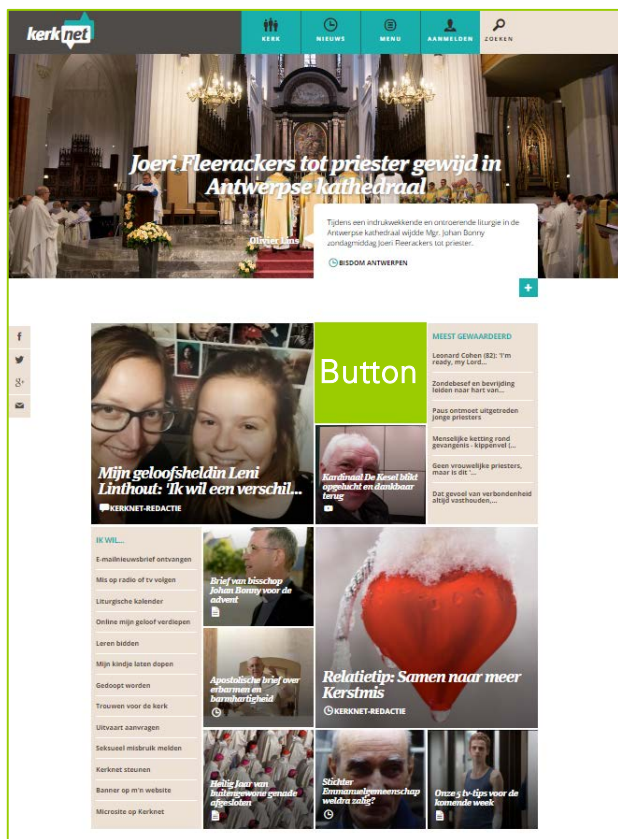 kerk net
KERK
NIEUWS
MENU
AANMELDEN
ZOEKEN
Joeri Fleerackers tot priester gewijd in
Antwerpse kathedraal
Olivier Lins
Tijdens een indrukwekkende en ontroerende liturgie in de
Antwerpse kathedraal wijdde Mgr. Johan Bonny
zondagmiddag Joeri Fleerackers tot priester.
BISDOM ANTWERPEN
+
f
g+
Mijn geloofsheldin Leni
Linthout: 'Ik wil een verschil...
KERKNET-REDACTIE
Button
Kardinaal De Kesel blikt
opgelucht en dankbaar
terug
MEEST GEWAARDEERD
Leonard Cohen (82): 'I'm
ready, my Lord...
Zondebesef en bevrijding
leiden naar hart van...
Paus ontmoet uitgetreden
jonge priesters
Menselijke ketting rond
gevangenis - kippenvel (...
Geen vrouwelijke priesters,
maar is dit '...
Dat gevoel van verbondenheid
altijd vasthouden,...
IK WIL...
E-mailnieuwsbrief ontvangen
Mis op radio of tv volgen
Liturgische kalender
Online mijn geloof verdiepen
Leren bidden
Mijn kindje laten dopen
Gedoopt worden
Trouwen voor de kerk
Uitvaart aanvragen
Seksueel misbruik melden
Kerknet steunen
Banner op m'n website
Microsite op Kerknet
Brief van bisschop
Johan Bonny voor de
advent
Apostolische brief over
erbarmen en
barmhartigheid
Relatietip: Samen naar meer
Kerstmis
KERKNET-REDACTIE
Heilig Jaar van
buitengewone genade
afgesloten
Stichter
Emmanuelgemeenschap
weldra zalig?
Onze 5 tv-tips voor de
komende week